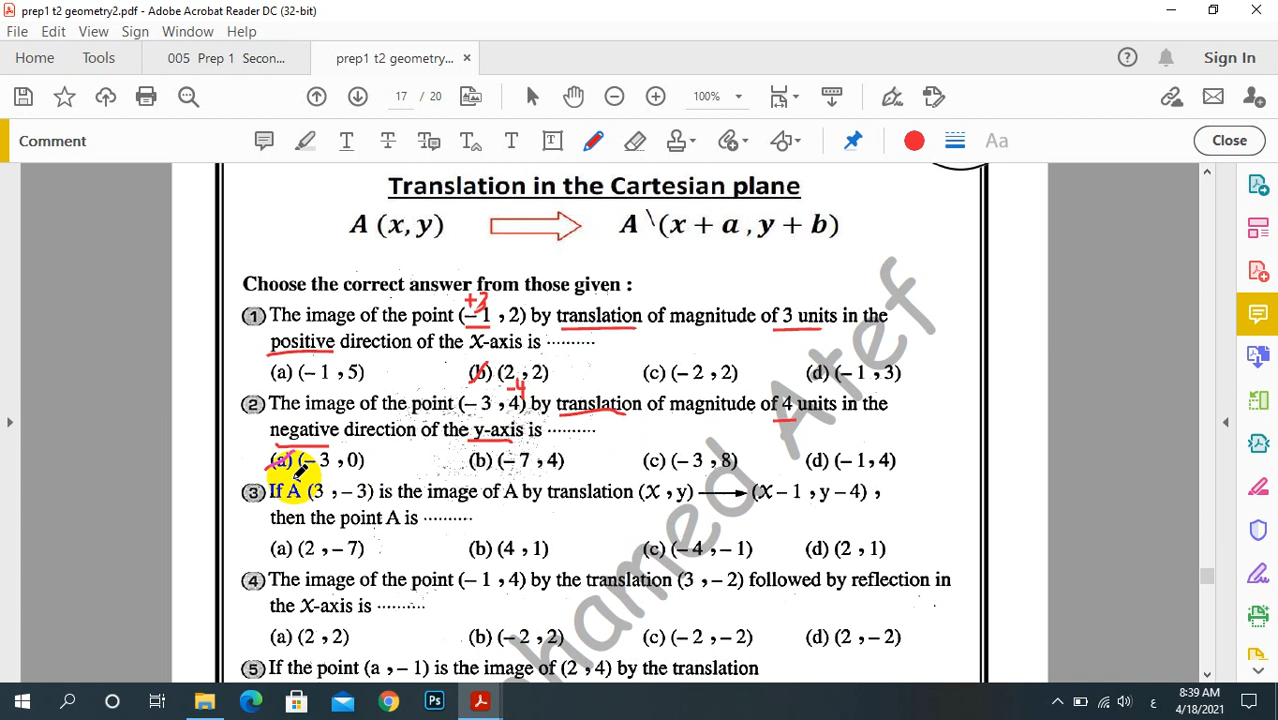 prep1 t2 geometry2.pdf - Adobe Acrobat Reader DC (32-bit)
File Edit View Sign Window Help
Home Tools 005 Prep 1 Secon... prep1 t2 geometry... × Sign In
17 / 20 100%
Comment Close
Translation in the Cartesian plane
A (x, y) A \ (x + a , y + b)
Choose the correct answer from those given :
+3
(1) The image of the point (– 1 , 2) by translation of magnitude of 3 units in the
positive direction of the X-axis is ··········
(a) (– 1 , 5) (b) (2 , 2) (c) (– 2 , 2) (d) (– 1 , 3)
-4
(2) The image of the point (– 3 , 4) by translation of magnitude of 4 units in the
negative direction of the y-axis is ··········
(a) (– 3 , 0) (b) (– 7 , 4) (c) (– 3 , 8) (d) (– 1 , 4)
(3) If A (3 , – 3) is the image of A by translation (X , y) ⟶ (X – 1 , y – 4) ,
then the point A is ··········
(a) (2 , – 7) (b) (4 , 1) (c) (– 4 , – 1) (d) (2 , 1)
(4) The image of the point (– 1 , 4) by the translation (3 , – 2) followed by reflection in
the X-axis is ··········
(a) (2 , 2) (b) (– 2 , 2) (c) (– 2 , – 2) (d) (2 , – 2)
(5) If the point (a , – 1) is the image of (2 , 4) by the translation
ohamed Atef
8:39 AM
4/18/2021
Ps
ع